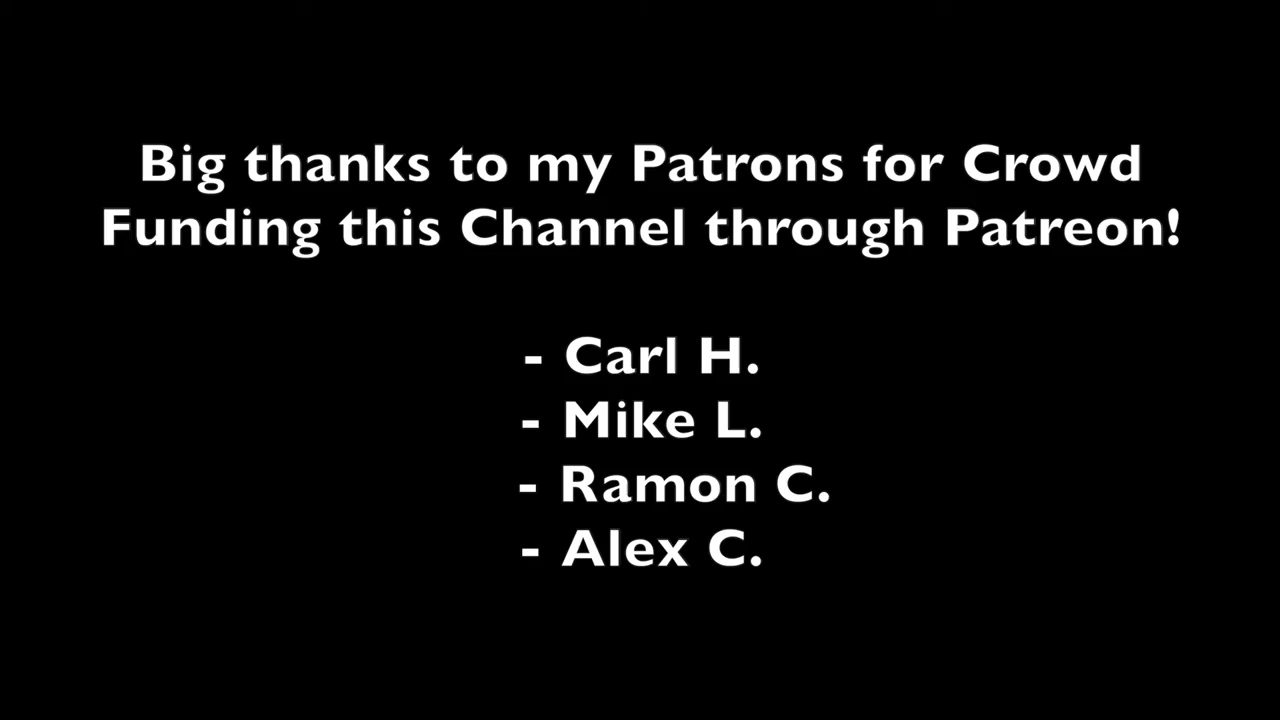 Big thanks to my Patrons for Crowd
Funding this Channel through Patreon!
- Carl H.
- Mike L.
- Ramon C.
- Alex C.